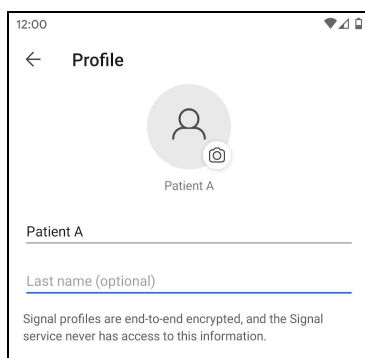 12:00
Profile
Patient A
Patient A
Last name (optional)
Signal profiles are end-to-end encrypted, and the Signal
service never has access to this information.